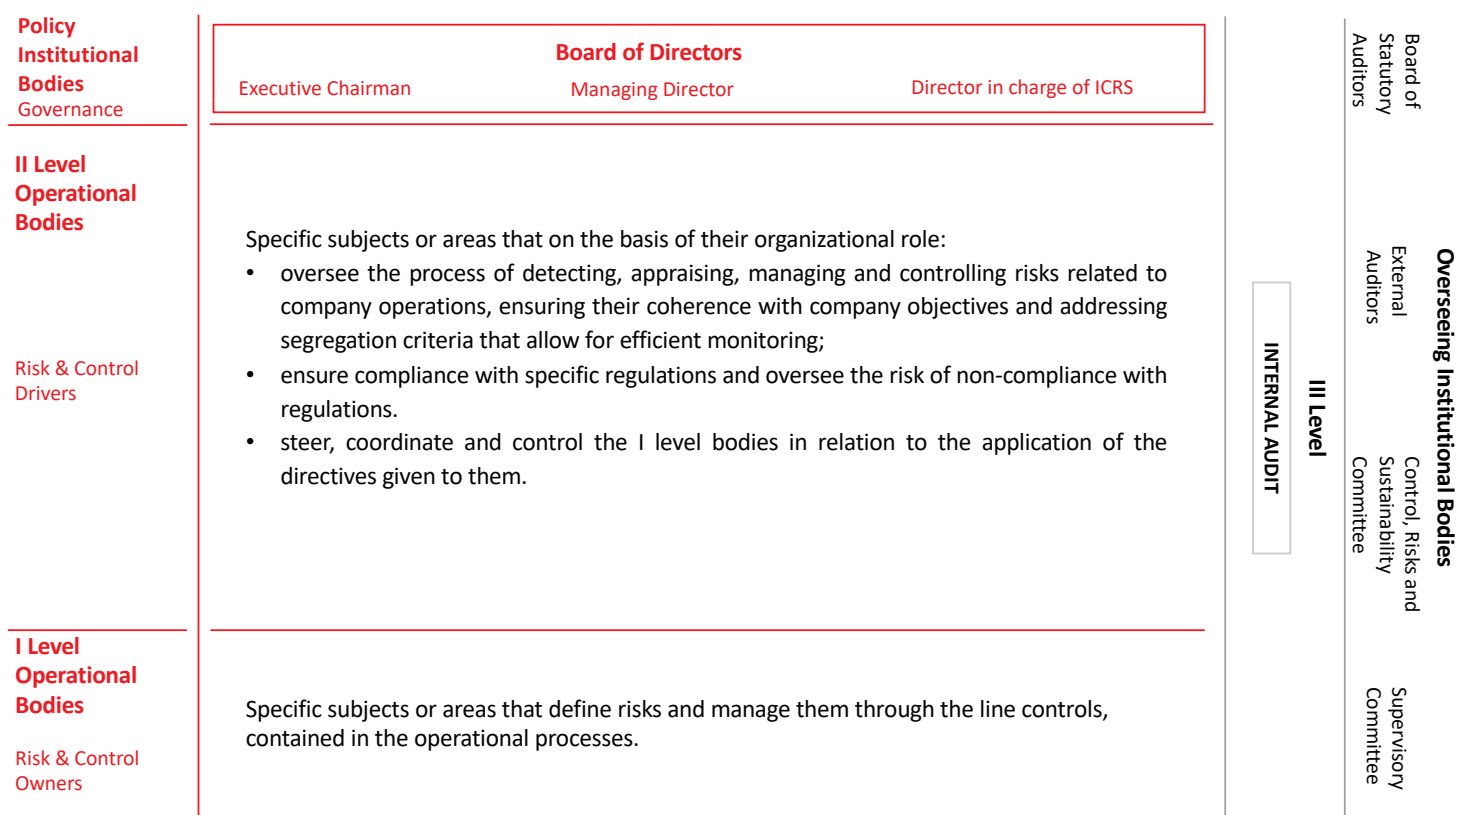 Policy
Institutional
Bodies
Governance
Board of Directors
Executive Chairman
Managing Director
Director in charge of ICRS
II Level
Operational
Bodies
Risk & Control
Drivers
Specific subjects or areas that on the basis of their organizational role:
• oversee the process of detecting, appraising, managing and controlling risks related to
company operations, ensuring their coherence with company objectives and addressing
segregation criteria that allow for efficient monitoring;
• ensure compliance with specific regulations and oversee the risk of non-compliance with
regulations.
• steer, coordinate and control the I level bodies in relation to the application of the
directives given to them.
I Level
Operational
Bodies
Risk & Control
Owners
Specific subjects or areas that define risks and manage them through the line controls,
contained in the operational processes.
III Level
INTERNAL AUDIT
Overseeing Institutional Bodies
Board of
Statutory
Auditors
External
Auditors
Control, Risks and
Sustainability
Committee
Supervisory
Committee